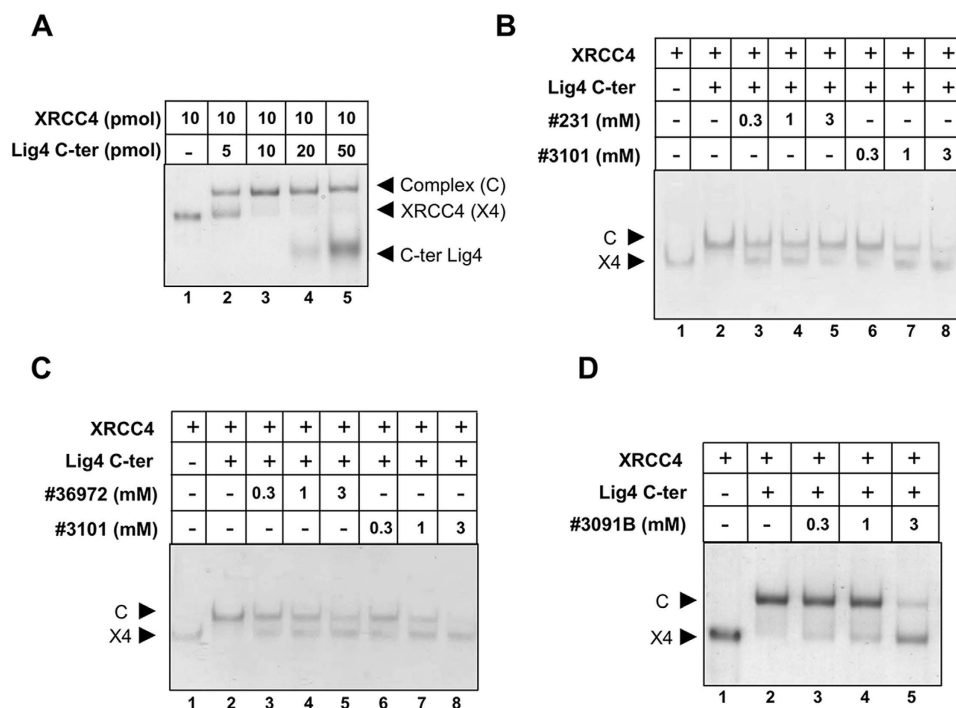 A
XRCC4 (pmol) 10 10 10 10 10
Lig4 C-ter (pmol) - 5 10 20 50
Complex (C)
XRCC4 (X4)
C-ter Lig4
1 2 3 4 5
B
XRCC4 + + + + + + + +
Lig4 C-ter - + + + + + + +
#231 (mM) - - 0.3 1 3 - - -
#3101 (mM) - - - - - 0.3 1 3
C
X4
1 2 3 4 5 6 7 8
C
XRCC4 + + + + + + + +
Lig4 C-ter - + + + + + + +
#36972 (mM) - - 0.3 1 3 - - -
#3101 (mM) - - - - - 0.3 1 3
C
X4
1 2 3 4 5 6 7 8
D
XRCC4 + + + + +
Lig4 C-ter - + + + +
#3091B (mM) - - 0.3 1 3
C
X4
1 2 3 4 5